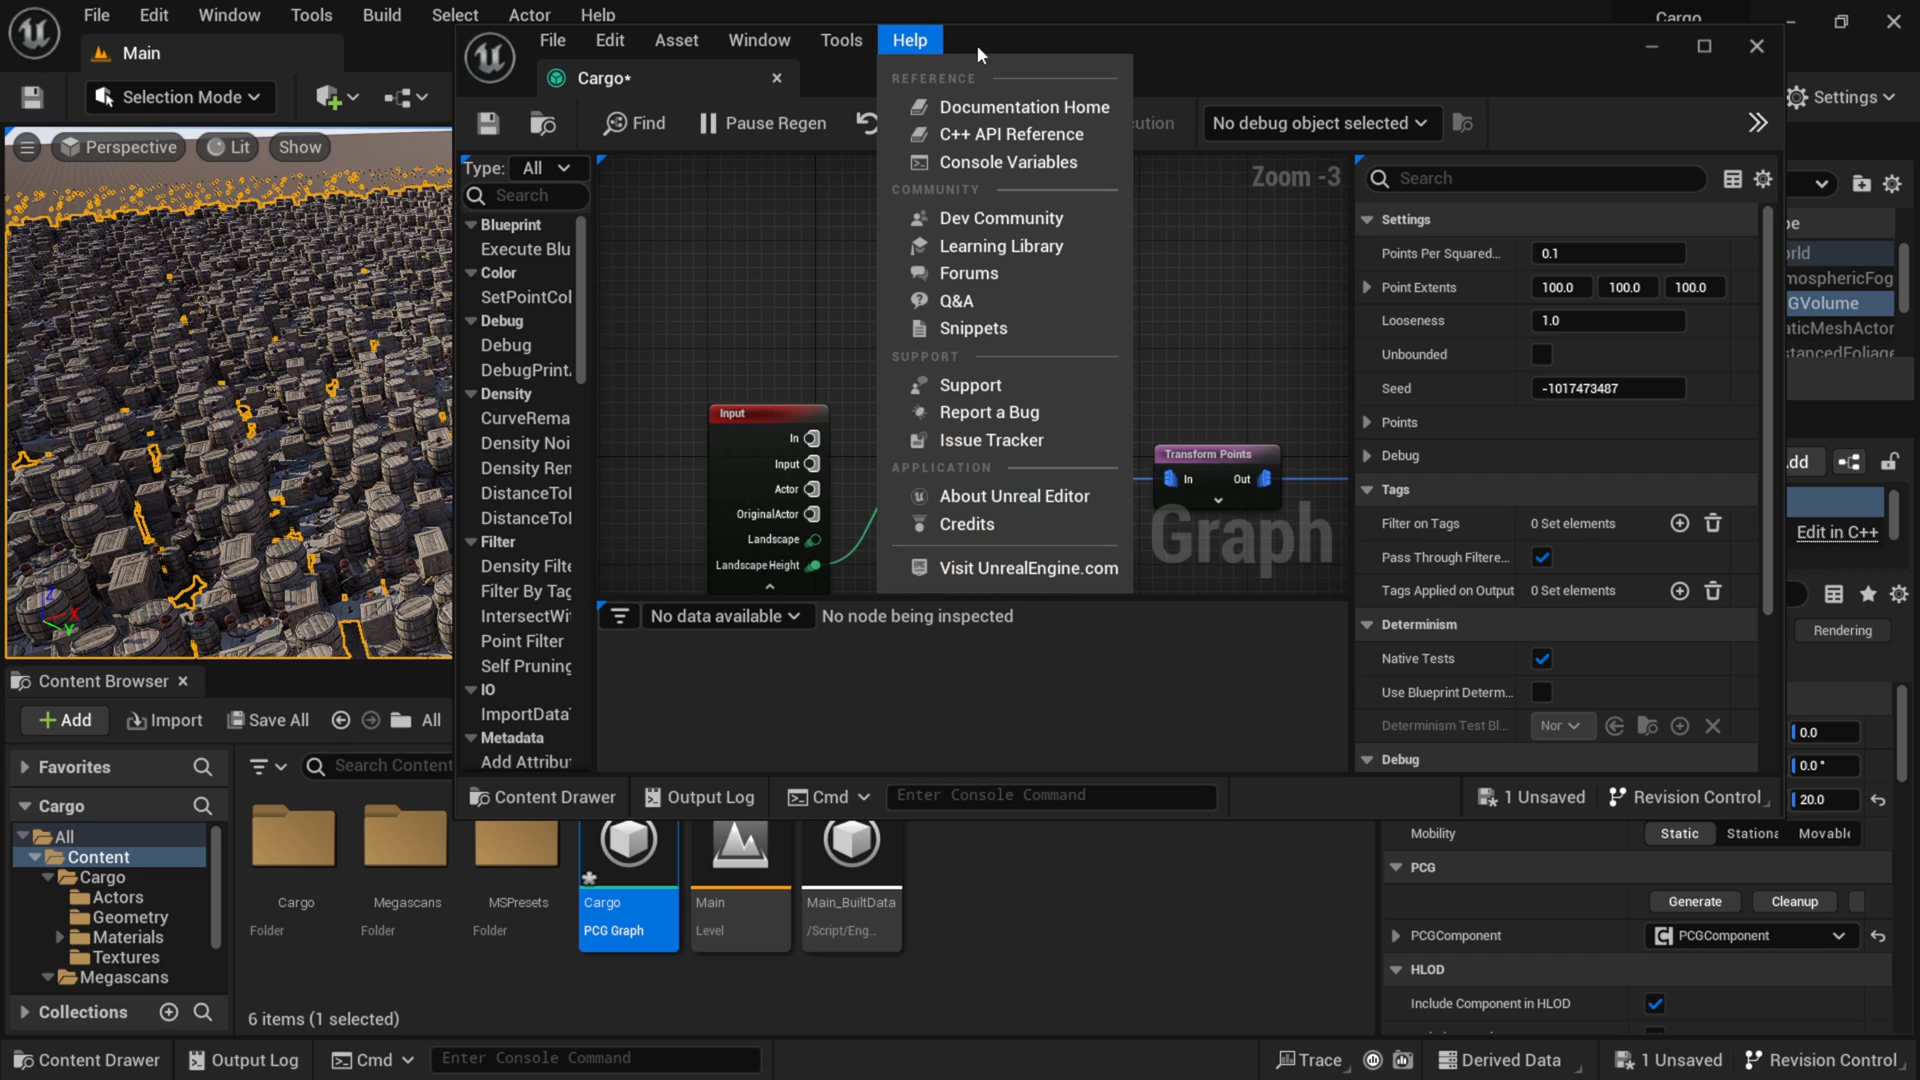 File Edit Window Tools Build Select Actor Help
Cargo
Main
Selection Mode
Settings
Perspective
Lit
Show
File Edit Asset Window Tools Help
Cargo*
Find
Pause Regen
No debug object selected
Type: All
Search
Blueprint
Execute Blu
Color
SetPointCol
Debug
Debug
DebugPrint
Density
CurveRema
Density Noi
Density Ren
DistanceTol
DistanceTol
Filter
Density Filte
Filter By Tag
IntersectWi
Point Filter
Self Pruning
IO
ImportData
Metadata
Add Attribu
REFERENCE
Documentation Home
C++ API Reference
Console Variables
COMMUNITY
Dev Community
Learning Library
Forums
Q&A
Snippets
SUPPORT
Support
Report a Bug
Issue Tracker
APPLICATION
About Unreal Editor
Credits
Visit UnrealEngine.com
Zoom -3
Input
In
Input
Actor
OriginalActor
Landscape
Landscape Height
Transform Points
In Out
Graph
No data available
No node being inspected
Search
Settings
Points Per Squared... 0.1
Point Extents 100.0 100.0 100.0
Looseness 1.0
Unbounded
Seed -1017473487
Points
Debug
Tags
Filter on Tags 0 Set elements
Pass Through Filtere...
Tags Applied on Output 0 Set elements
Determinism
Native Tests
Use Blueprint Determ...
Determinism Test Bl... Nor
Debug
Content Drawer
Output Log
Cmd
Enter Console Command
1 Unsaved
Revision Control
GVolume
Edit in C++
Rendering
0.0
0.0 °
20.0
Mobility Static Stationa Movable
PCG
Generate Cleanup
PCGComponent PCGComponent
HLOD
Include Component in HLOD
Content Browser
Add
Import
Save All
All
Favorites
Search Content
Cargo
All
Content
Cargo
Actors
Geometry
Materials
Textures
Megascans
Collections
Cargo
Folder
Megascans
Folder
MSPresets
Folder
Cargo
PCG Graph
Main
Level
Main_BuiltData
/Script/Eng...
6 items (1 selected)
Content Drawer
Output Log
Cmd
Enter Console Command
Trace
Derived Data
1 Unsaved
Revision Control